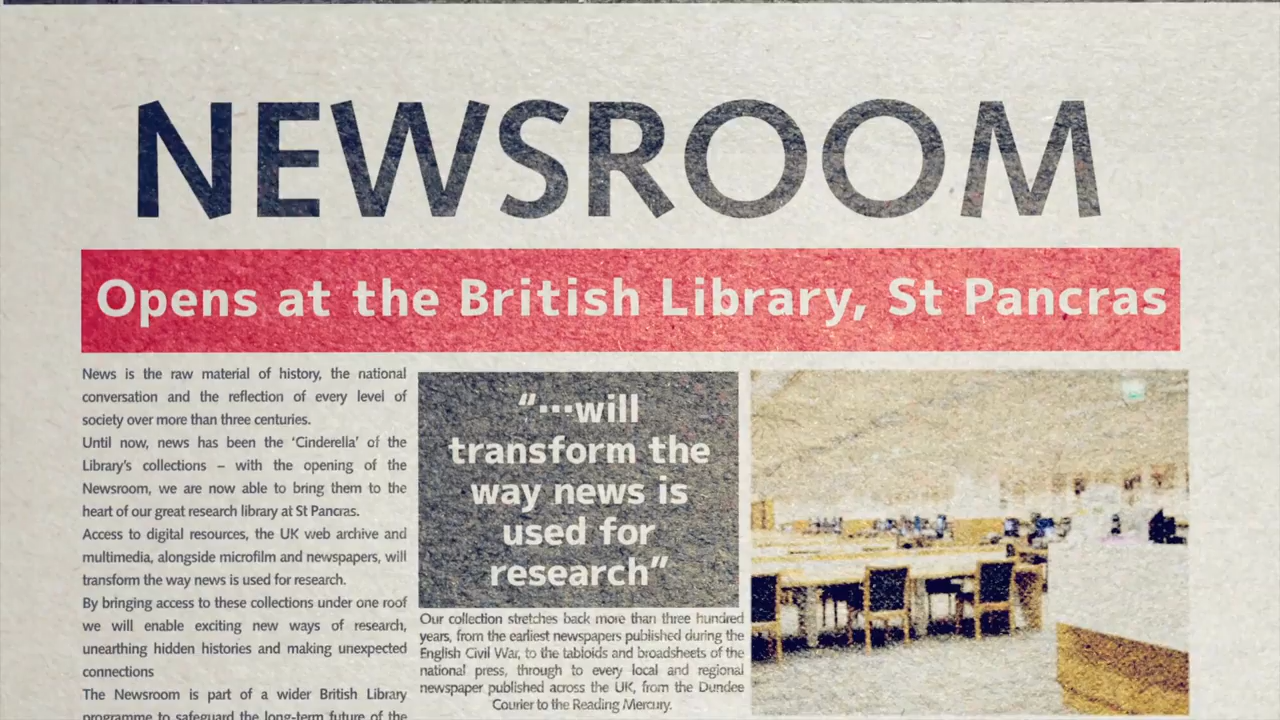 NEWSROOM
Opens at the British Library, St Pancras
News is the raw material of history, the national
conversation and the reflection of every level of
society over more than three centuries.
Until now, news has been the ‘Cinderella’ of the
Library’s collections – with the opening of the
Newsroom, we are now able to bring them to the
heart of our great research library at St Pancras.
Access to digital resources, the UK web archive and
multimedia, alongside microfilm and newspapers, will
transform the way news is used for research.
By bringing access to these collections under one roof
we will enable exciting new ways of research,
unearthing hidden histories and making unexpected
connections
The Newsroom is part of a wider British Library
programme to safeguard the long-term future of the
“…will
transform the
way news is
used for
research”
Our collection stretches back more than three hundred
years, from the earliest newspapers published during the
English Civil War, to the tabloids and broadsheets of the
national press, through to every local and regional
newspaper published across the UK, from the Dundee
Courier to the Reading Mercury.